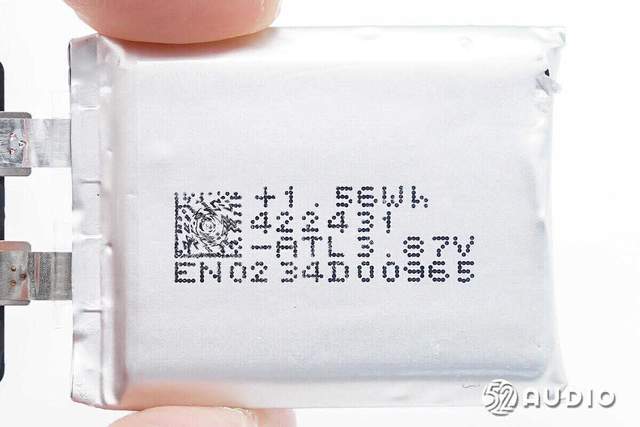 +1.56Wh
422431
-ATL3.87V
EN0234D00965
52AUDIO